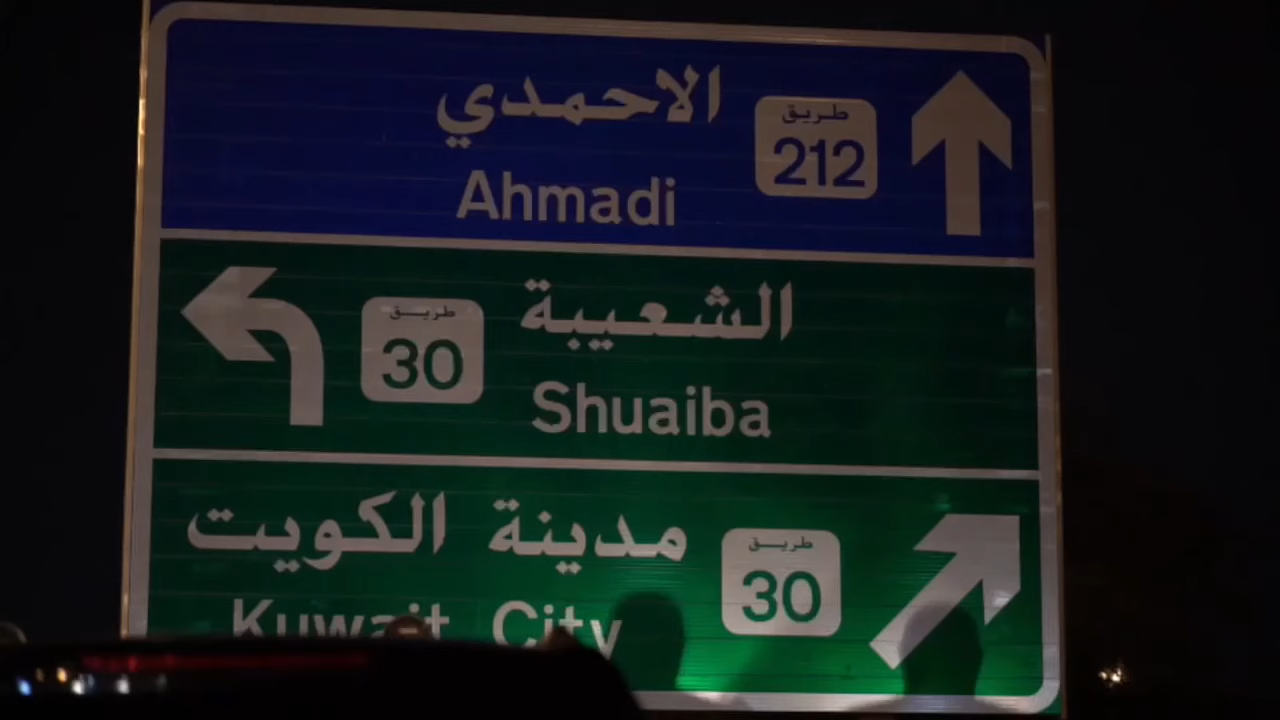 الاحمدي
طريق
212
Ahmadi
الشعيبة
طريق
30
Shuaiba
مدينة الكويت
طريق
30
Kuwait City